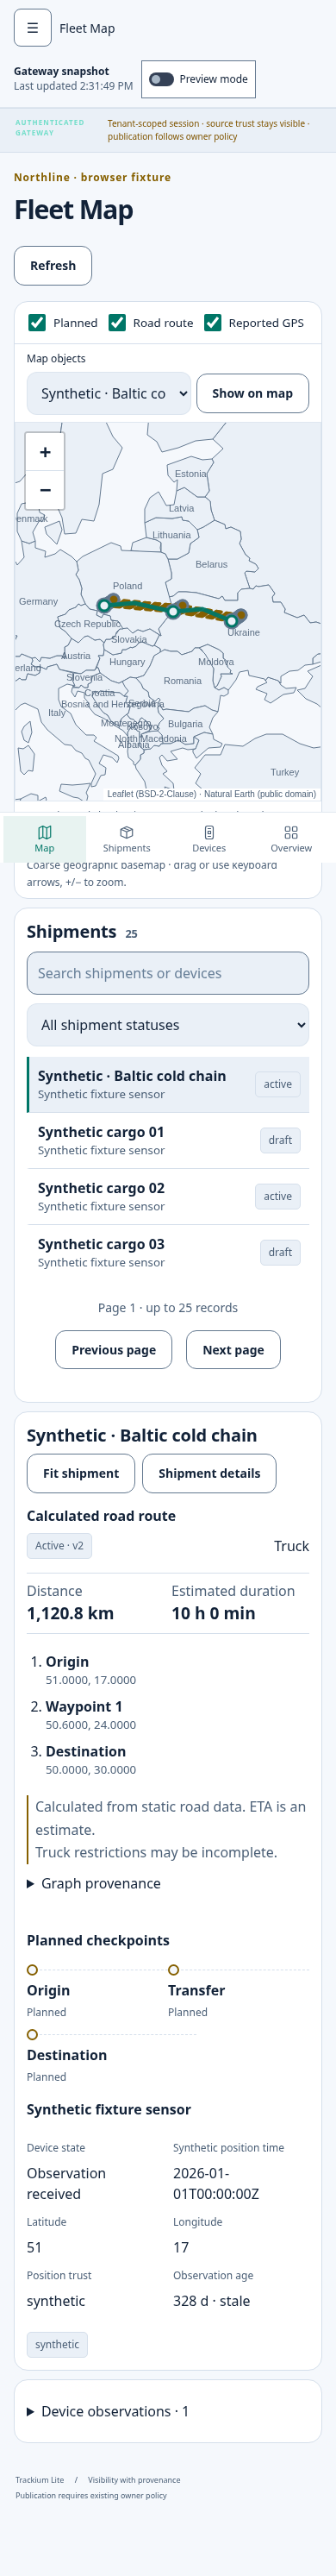 ☰ Fleet Map
Gateway snapshot
Last updated 2:31:49 PM
Preview mode
AUTHENTICATED
GATEWAY
Tenant-scoped session · source trust stays visible ·
publication follows owner policy
Northline · browser fixture
Fleet Map
Refresh
Planned
Road route
Reported GPS
Map objects
Synthetic · Baltic co
Show on map
+
−
Estonia
Latvia
enmark
Lithuania
Belarus
Poland
Germany
Czech Republic
Ukraine
Slovakia
Austria
Hungary
Moldova
erland
Slovenia
Romania
Croatia
Bosnia and Herzegovina
Serbia
Italy
Montenegro
Kosovo
Bulgaria
North Macedonia
Albania
Turkey
Leaflet (BSD-2-Clause) · Natural Earth (public domain)
Map
Shipments
Devices
Overview
Coarse geographic basemap · drag or use keyboard
arrows, +/− to zoom.
Shipments 25
Search shipments or devices
All shipment statuses
Synthetic · Baltic cold chain
Synthetic fixture sensor
active
Synthetic cargo 01
Synthetic fixture sensor
draft
Synthetic cargo 02
Synthetic fixture sensor
active
Synthetic cargo 03
Synthetic fixture sensor
draft
Page 1 · up to 25 records
Previous page
Next page
Synthetic · Baltic cold chain
Fit shipment
Shipment details
Calculated road route
Active · v2
Truck
Distance
1,120.8 km
Estimated duration
10 h 0 min
1. Origin
51.0000, 17.0000
2. Waypoint 1
50.6000, 24.0000
3. Destination
50.0000, 30.0000
Calculated from static road data. ETA is an
estimate.
Truck restrictions may be incomplete.
Graph provenance
Planned checkpoints
Origin
Planned
Transfer
Planned
Destination
Planned
Synthetic fixture sensor
Device state
Observation
received
Synthetic position time
2026-01-
01T00:00:00Z
Latitude
51
Longitude
17
Position trust
synthetic
Observation age
328 d · stale
synthetic
Device observations · 1
Trackium Lite / Visibility with provenance
Publication requires existing owner policy